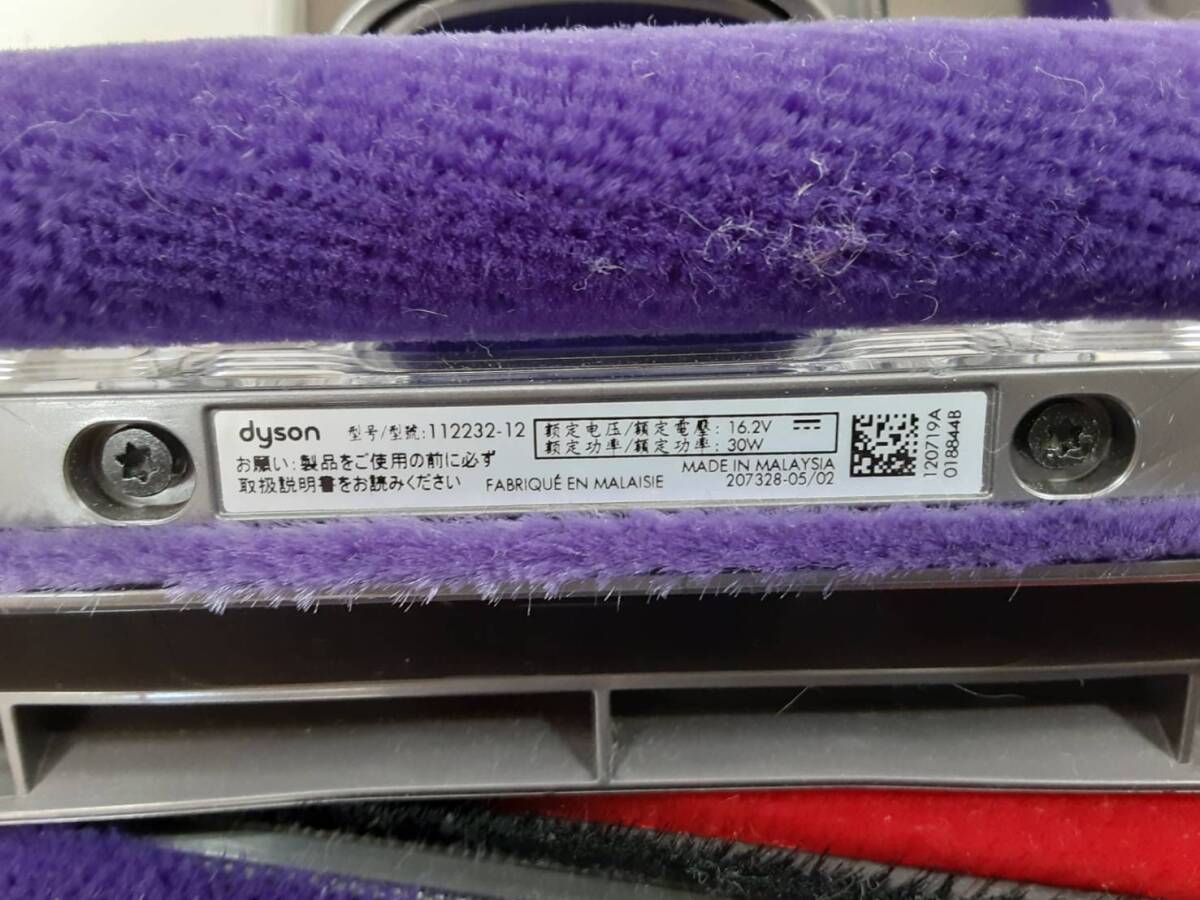 dyson 型号/型號:112232-12
お願い:製品をご使用の前に必ず
取扱説明書をお読みください FABRIQUÉ EN MALAISIE
额定电压/額定電壓: 16.2V
额定功率/額定功率: 30W
MADE IN MALAYSIA
207328-05/02
120719A
018844B